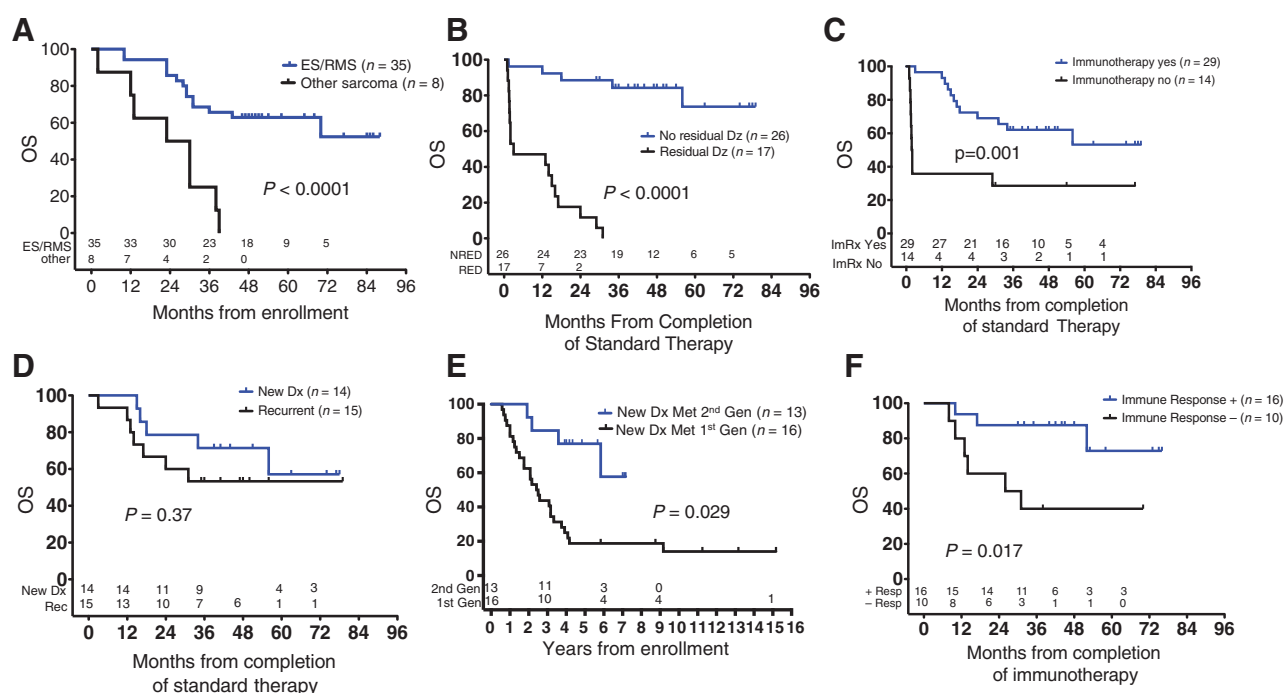 A
100
80
60
40
20
0
OS
ES/RMS (n = 35)
Other sarcoma (n = 8)
P < 0.0001
ES/RMS 35 33 30 23 18 9 5
other 8 7 4 2 0
0 12 24 36 48 60 72 84 96
Months from enrollment
B
100
80
60
40
20
0
OS
No residual Dz (n = 26)
Residual Dz (n = 17)
P < 0.0001
NRED 26 24 23 19 12 6 5
RED 17 7 2
0 12 24 36 48 60 72 84 96
Months From Completion
of Standard Therapy
C
100
80
60
40
20
0
OS
Immunotherapy yes (n = 29)
Immunotherapy no (n = 14)
p=0.001
ImRx Yes 29 27 21 16 10 5 4
ImRx No 14 4 4 3 2 1 1
0 12 24 36 48 60 72 84 96
Months from completion
of standard Therapy
D
100
80
60
40
20
0
OS
New Dx (n = 14)
Recurrent (n = 15)
P = 0.37
New Dx 14 14 11 9 4 3
Rec 15 13 10 7 6 1 1
0 12 24 36 48 60 72 84 96
Months from completion
of standard therapy
E
100
80
60
40
20
0
OS
New Dx Met 2nd Gen (n = 13)
New Dx Met 1st Gen (n = 16)
P = 0.029
2nd Gen 13 11 3 0
1st Gen 16 10 4 4 1
0 1 2 3 4 5 6 7 8 9 10 11 12 13 14 15 16
Years from enrollment
F
100
80
60
40
20
0
OS
Immune Response + (n = 16)
Immune Response – (n = 10)
P = 0.017
+ Resp 16 15 14 11 6 3 3
– Resp 10 8 6 3 1 1 0
0 12 24 36 48 60 72 84 96
Months from completion
of immunotherapy